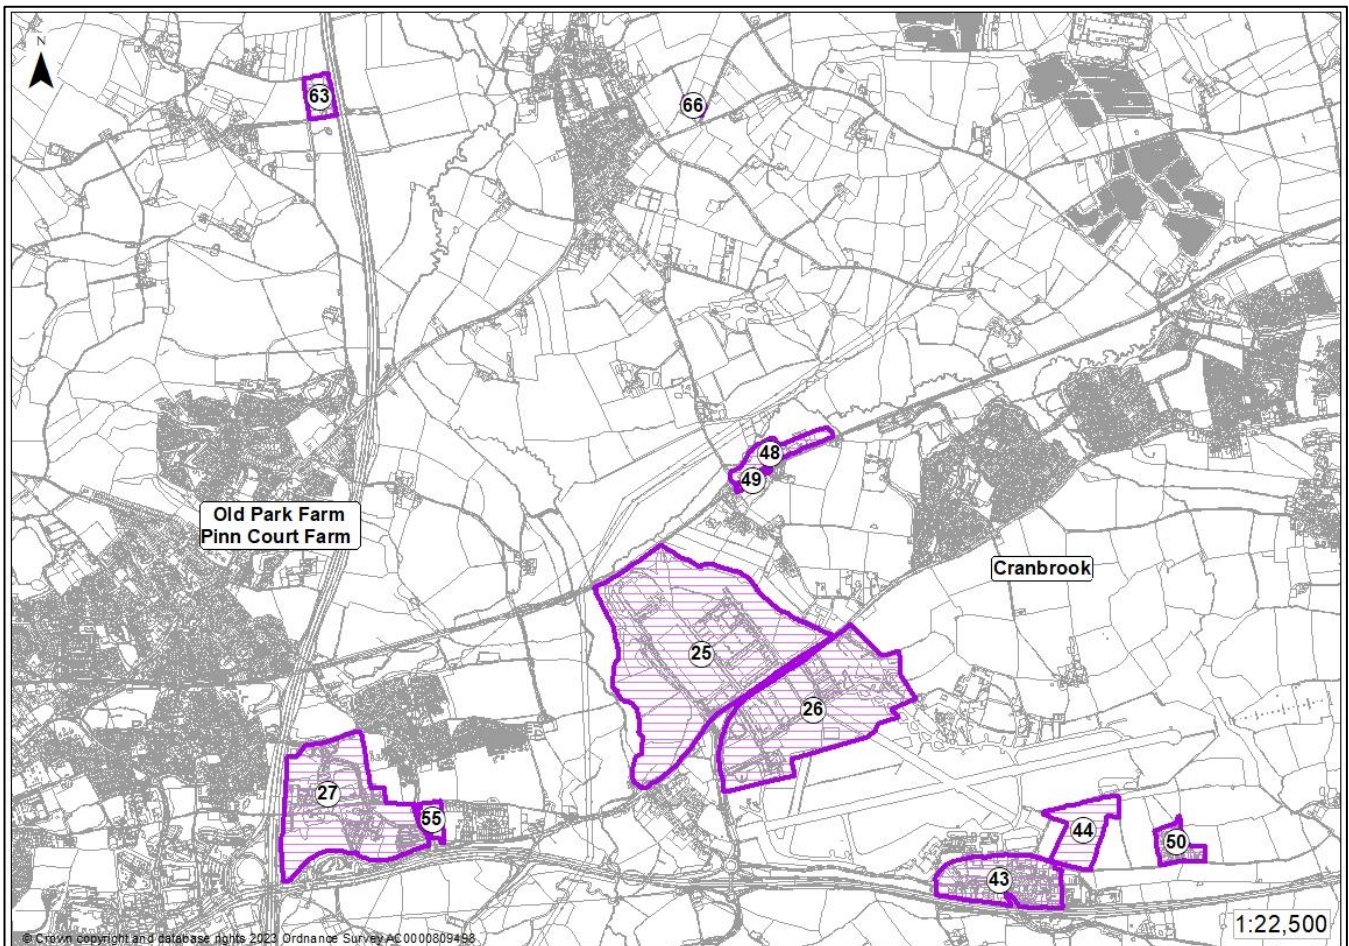 N
63
66
48
49
Old Park Farm
Pinn Court Farm
Cranbrook
25
26
27
55
44
50
43
1:22,500
© Crown copyright and database rights 2023 Ordnance Survey AC0000809498